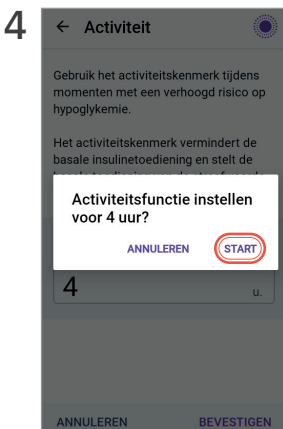 4
Activiteit
Gebruik het activiteitskenmerk tijdens
momenten met een verhoogd risico op
hypoglykemie.
Het activiteitskenmerk vermindert de
basale insulinetoediening en stelt de
Activiteitsfunctie instellen
voor 4 uur?
ANNULEREN START
4 u.
ANNULEREN BEVESTIGEN